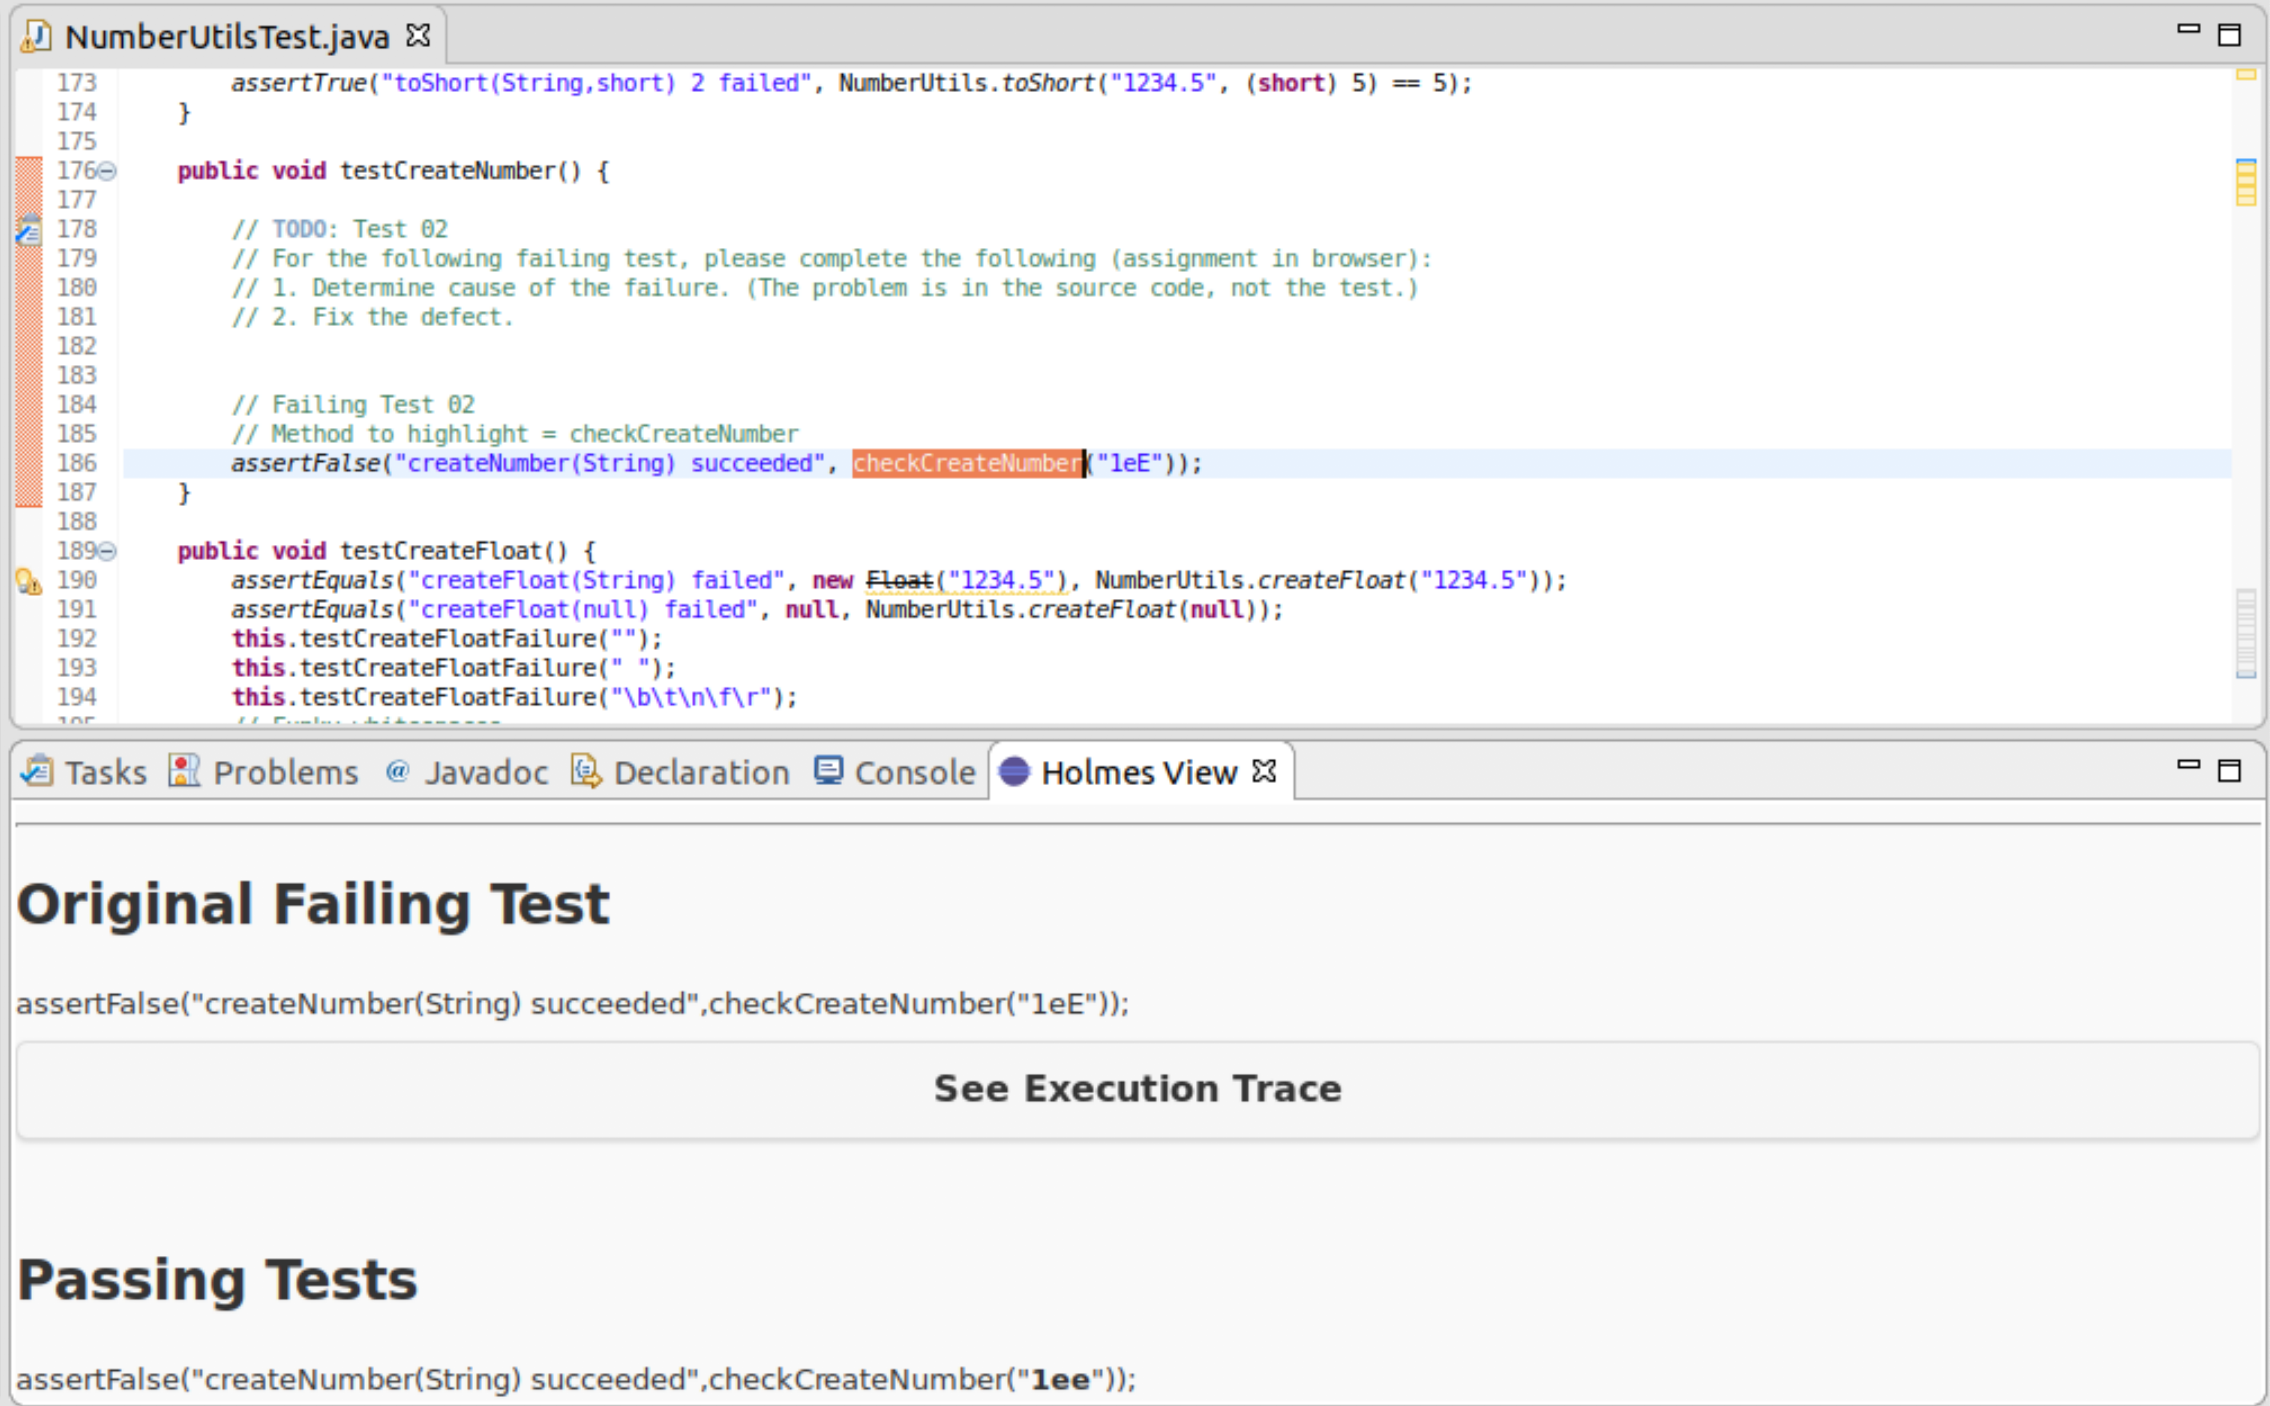 NumberUtilsTest.java
173 assertTrue("toShort(String,short) 2 failed", NumberUtils.toShort("1234.5", (short) 5) == 5);
174 }
175
176 public void testCreateNumber() {
177
178 // TODO: Test 02
179 // For the following failing test, please complete the following (assignment in browser):
180 // 1. Determine cause of the failure. (The problem is in the source code, not the test.)
181 // 2. Fix the defect.
182
183
184 // Failing Test 02
185 // Method to highlight = checkCreateNumber
186 assertFalse("createNumber(String) succeeded", checkCreateNumber("1eE"));
187 }
188
189 public void testCreateFloat() {
190 assertEquals("createFloat(String) failed", new Float("1234.5"), NumberUtils.createFloat("1234.5"));
191 assertEquals("createFloat(null) failed", null, NumberUtils.createFloat(null));
192 this.testCreateFloatFailure("");
193 this.testCreateFloatFailure(" ");
194 this.testCreateFloatFailure("\b\t\n\f\r");
Tasks Problems @ Javadoc Declaration Console Holmes View
Original Failing Test
assertFalse("createNumber(String) succeeded",checkCreateNumber("1eE"));
See Execution Trace
Passing Tests
assertFalse("createNumber(String) succeeded",checkCreateNumber("1ee"));